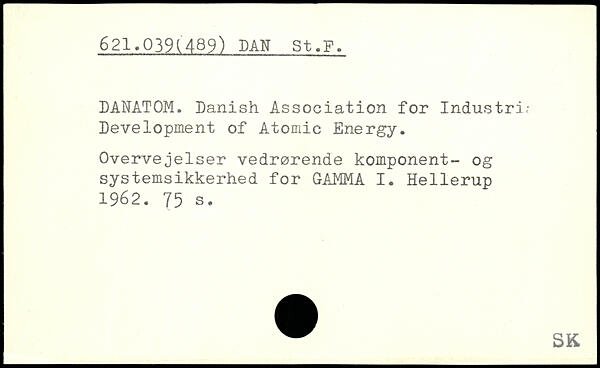 621.039(489) DAN St.F.
DANATOM. Danish Association for Industri
Development of Atomic Energy.
Overvejelser vedrørende komponent- og
systemsikkerhed for GAMMA I. Hellerup
1962. 75 s.
SK